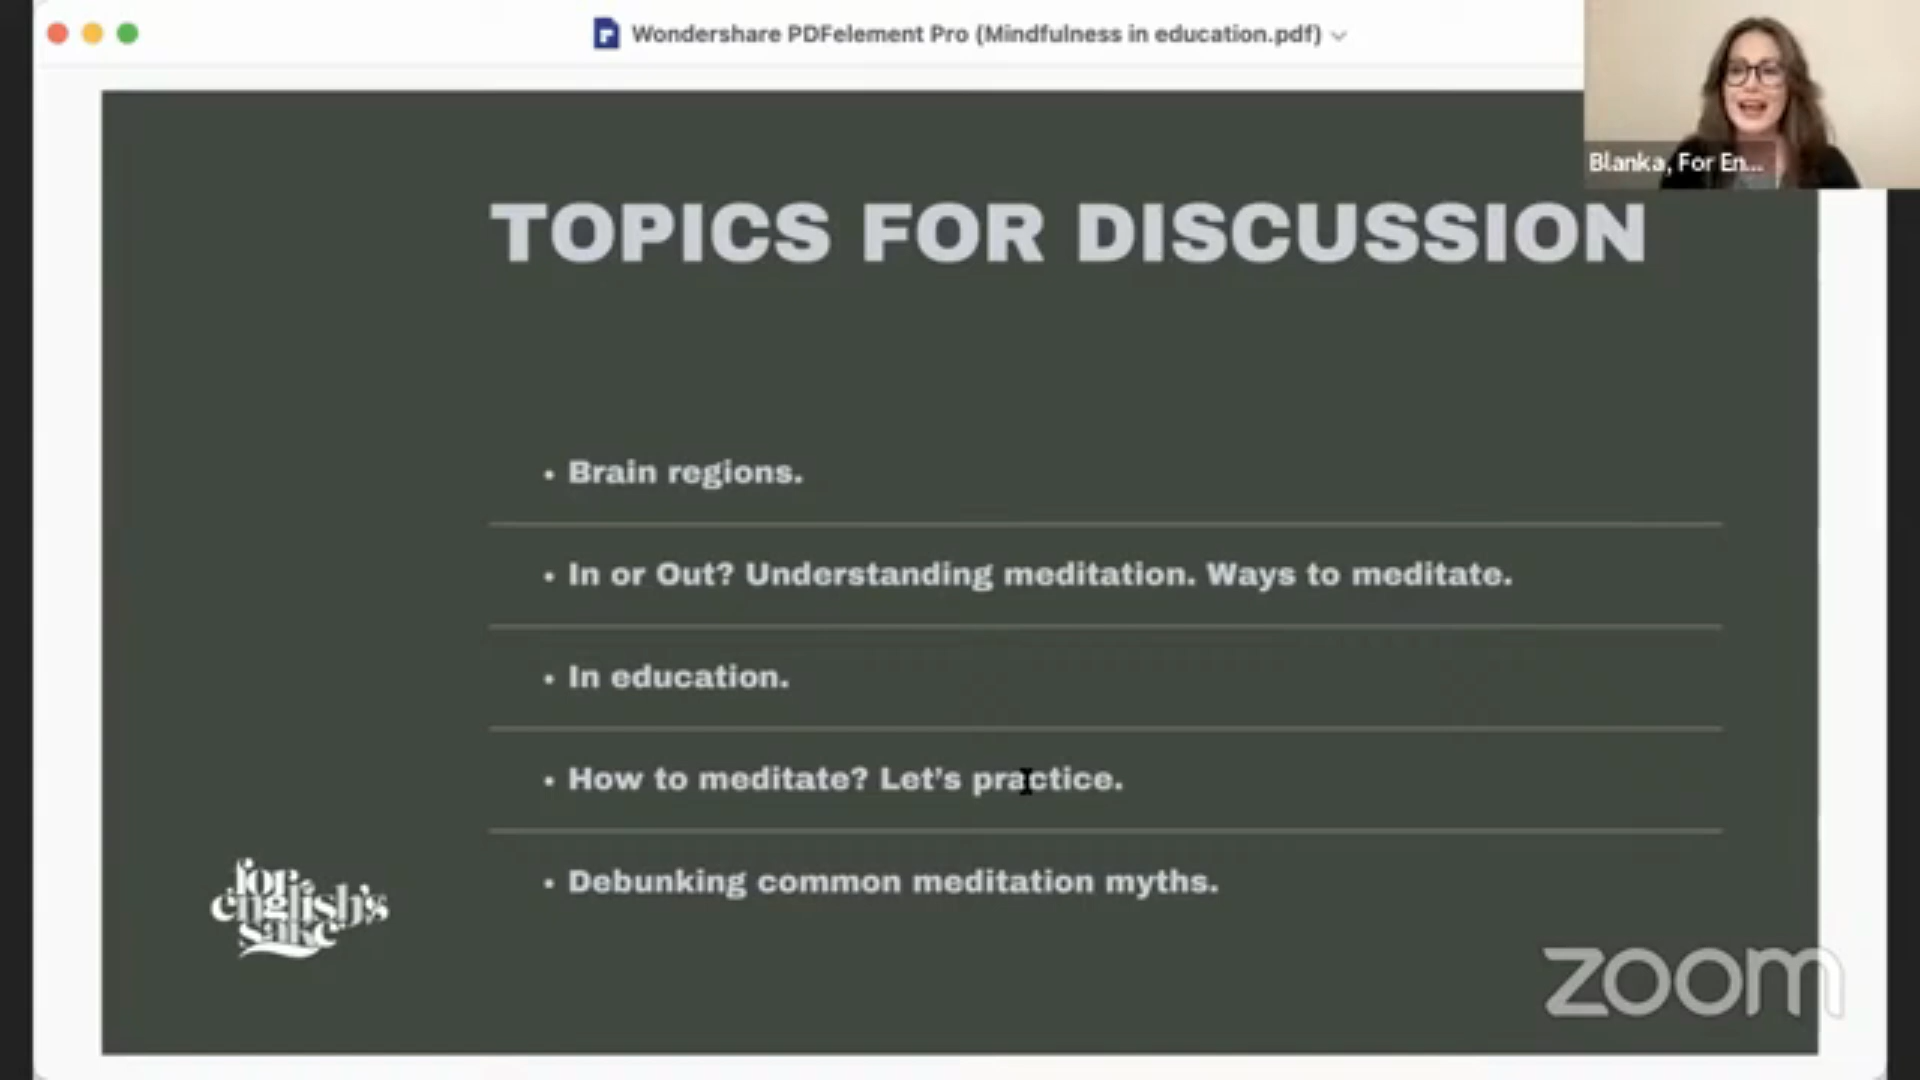 Wondershare PDFelement Pro (Mindfulness in education.pdf)
Blanka, For En...
TOPICS FOR DISCUSSION
• Brain regions.
• In or Out? Understanding meditation. Ways to meditate.
• In education.
• How to meditate? Let's practice.
• Debunking common meditation myths.
for
english's
sake
zoom